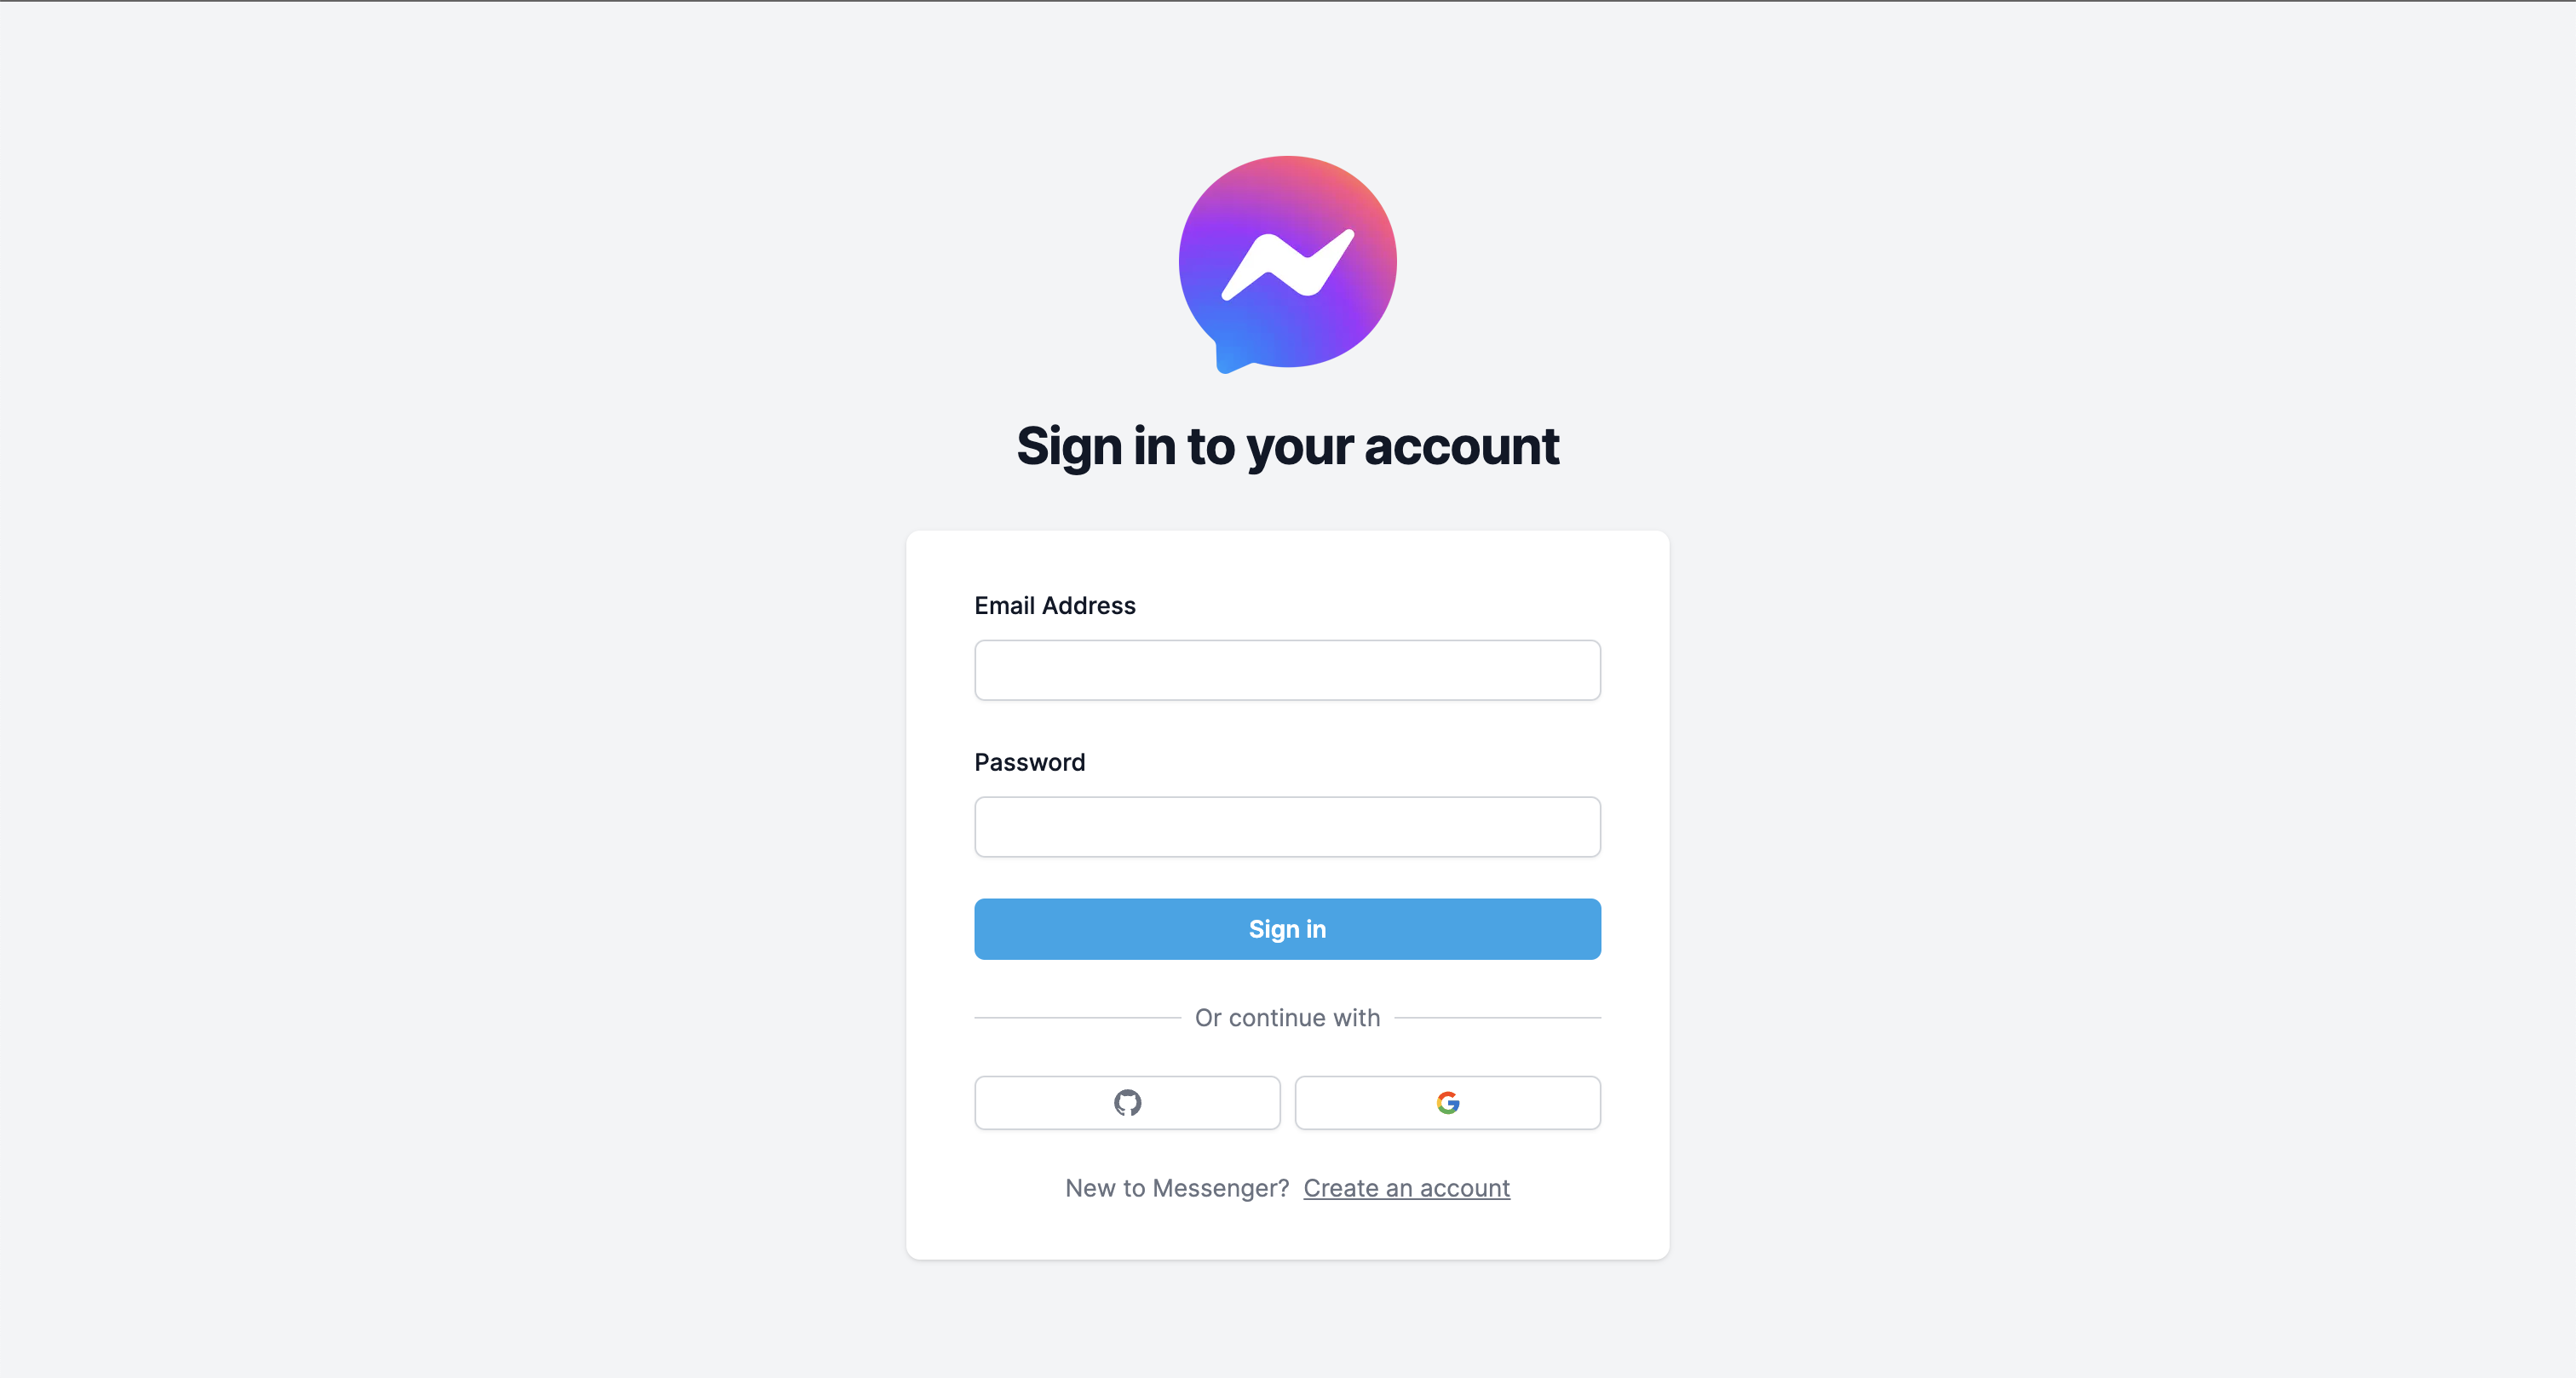 Sign in to your account
Email Address
Password
Sign in
Or continue with
New to Messenger? Create an account